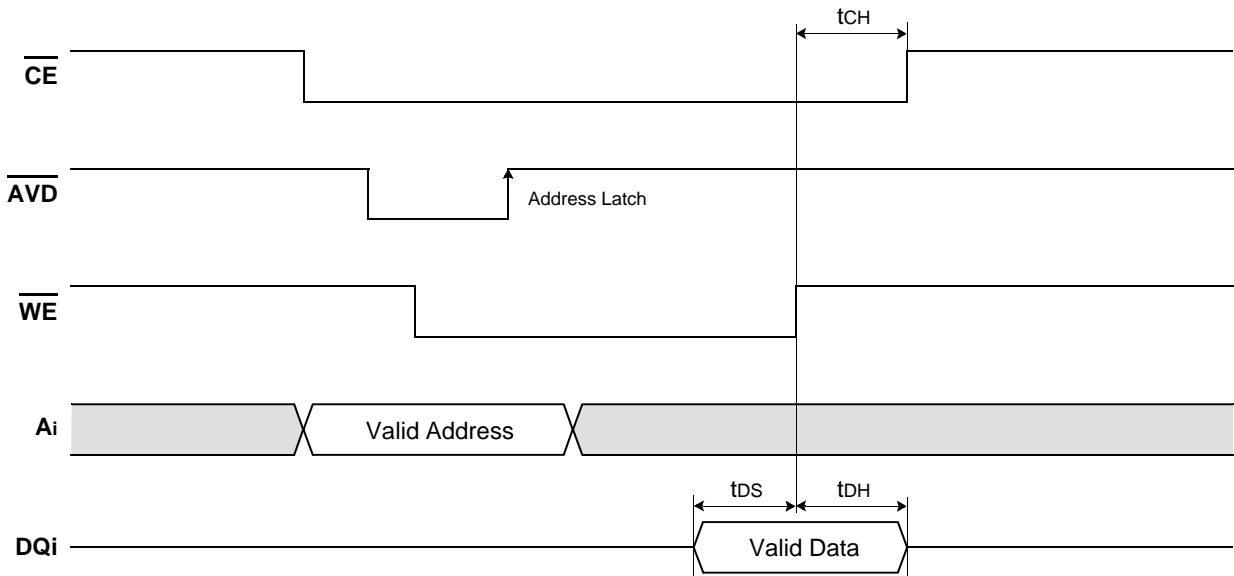 tCH
CE
AVD
Address Latch
WE
Ai
Valid Address
tDS
tDH
DQi
Valid Data